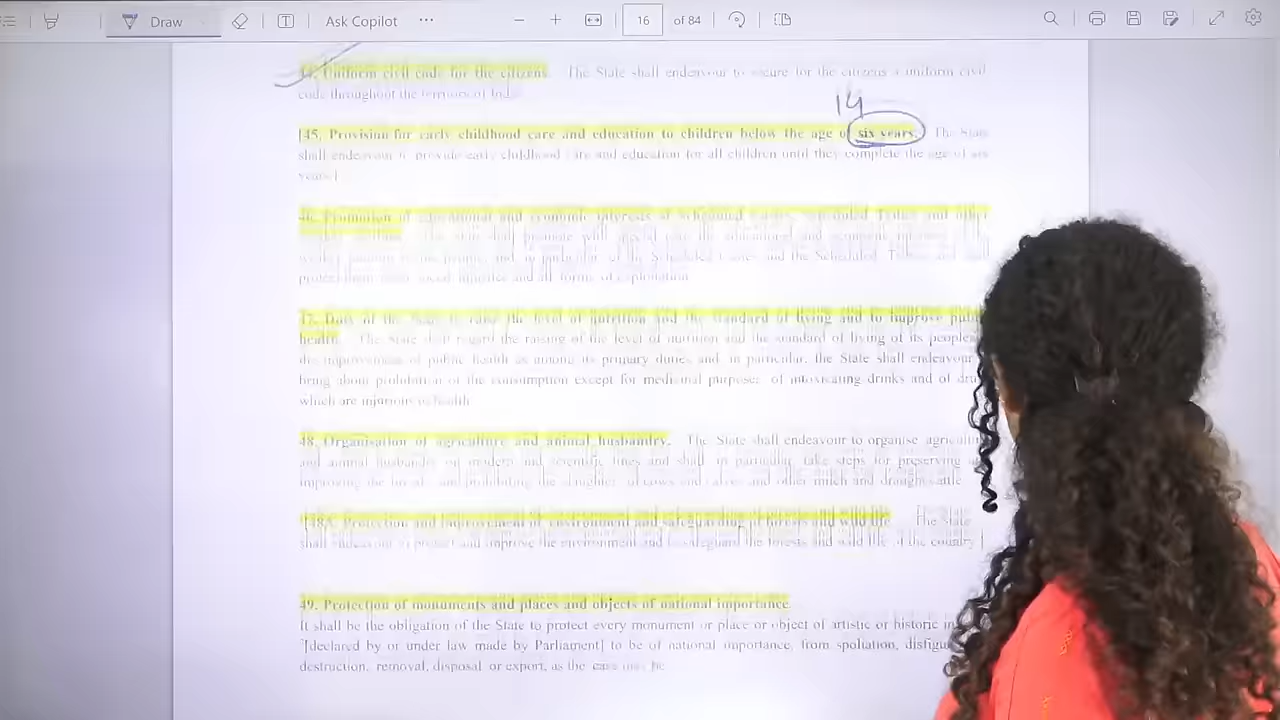 Draw
Ask Copilot
16 of 84
Uniform civil code for the citizens. The State shall endeavour to secure for the citizens a uniform civil
code throughout the territory of
14
[45. Provision for early childhood care and education to children below the age of six years. The State
shall endeavour to provide early childhood care and education for all children until they complete the age of six
years.]
46. Promotion of educational and economic interests of Scheduled Castes, Scheduled Tribes and other
the Scheduled Castes and the Scheduled
social injustice and all forms of exploitation
47. Duty of the State to raise the level of nutrition and the standard of living and to improve
health. The State shall regard the raising of the level of nutrition and the standard of living of its people
the improvement of public health as among its primary duties and, in particular, the State shall endeavour
bring about prohibition of the consumption except for medicinal purposes of intoxicating drinks and of
which are injurious to health
48. Organisation of agriculture and animal husbandry. The State shall endeavour to organise
and animal husbandry on modern and scientific lines and shall, in particular, take steps for preserving
improving the and prohibiting the slaughter of cows and calves and other milch and draught cattle
Protection and improvement of environment and safeguarding of forests and wild life The State
shall endeavour to protect and improve the environment and to safeguard the forests and wild life of the country.]
49. Protection of monuments and places and objects of national importance.
It shall be the obligation of the State to protect every monument or place or object of artistic or historic
[declared by or under law made by Parliament] to be of national importance, from spoliation,
destruction, removal, disposal or export, as the case may be